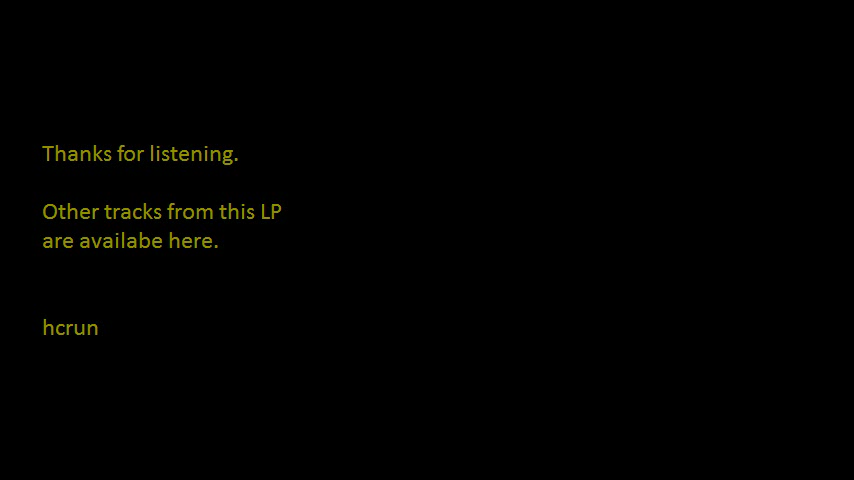 Thanks for listening.
Other tracks from this LP
are availabe here.
hcrun